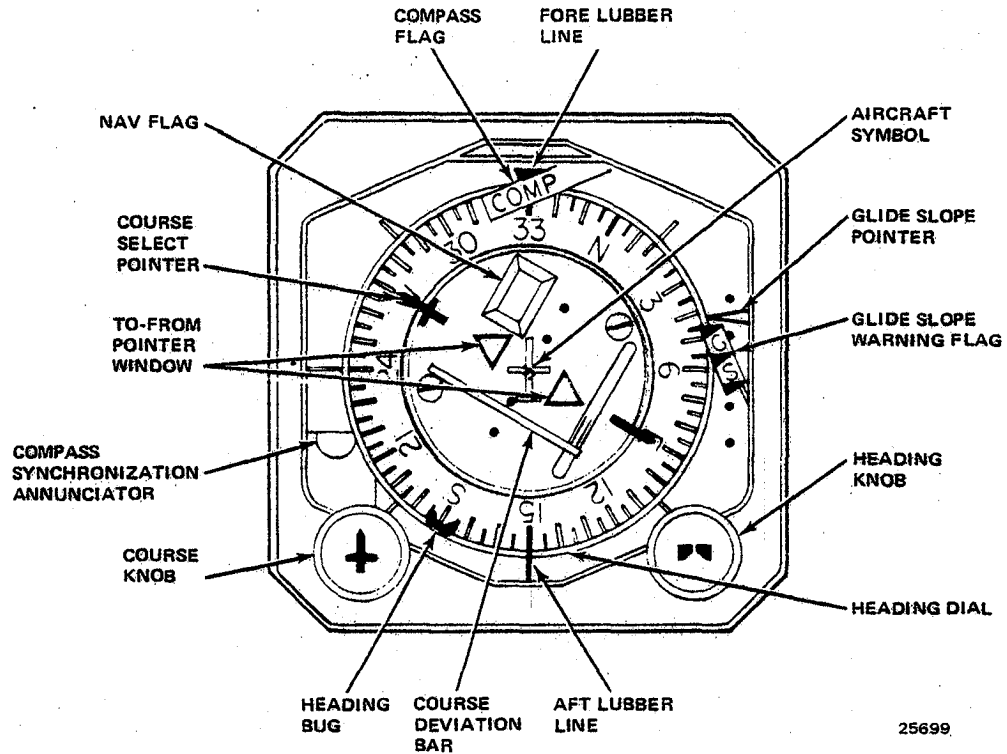 COMPASS
FLAG
FORE LUBBER
LINE
NAV FLAG
AIRCRAFT
SYMBOL
COURSE
SELECT
POINTER
GLIDE SLOPE
POINTER
TO-FROM
POINTER
WINDOW
GLIDE SLOPE
WARNING FLAG
COMPASS
SYNCHRONIZATION
ANNUNCIATOR
HEADING
KNOB
COURSE
KNOB
HEADING DIAL
HEADING
BUG
COURSE
DEVIATION
BAR
AFT LUBBER
LINE
25699
COMP
33
N
3
6
12
15
S
21
24
30
GS